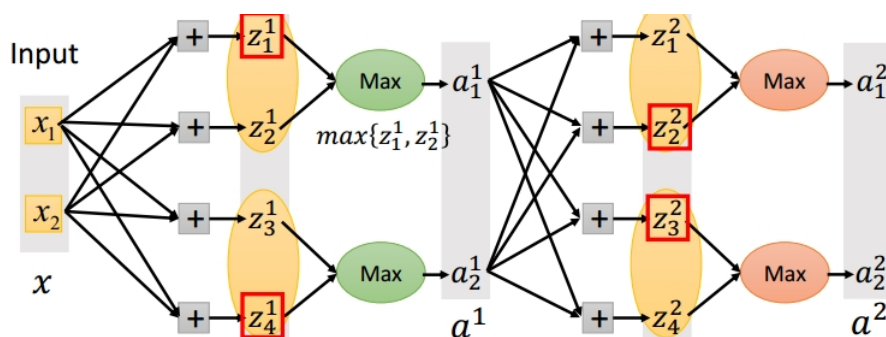 Input
x₁
x₂
x
+
+
+
+
z₁¹
z₂¹
z₃¹
z₄¹
Max
max{z₁¹, z₂¹}
Max
a₁¹
a₂¹
a¹
+
+
+
+
z₁²
z₂²
z₃²
z₄²
Max
Max
a₁²
a₂²
a²